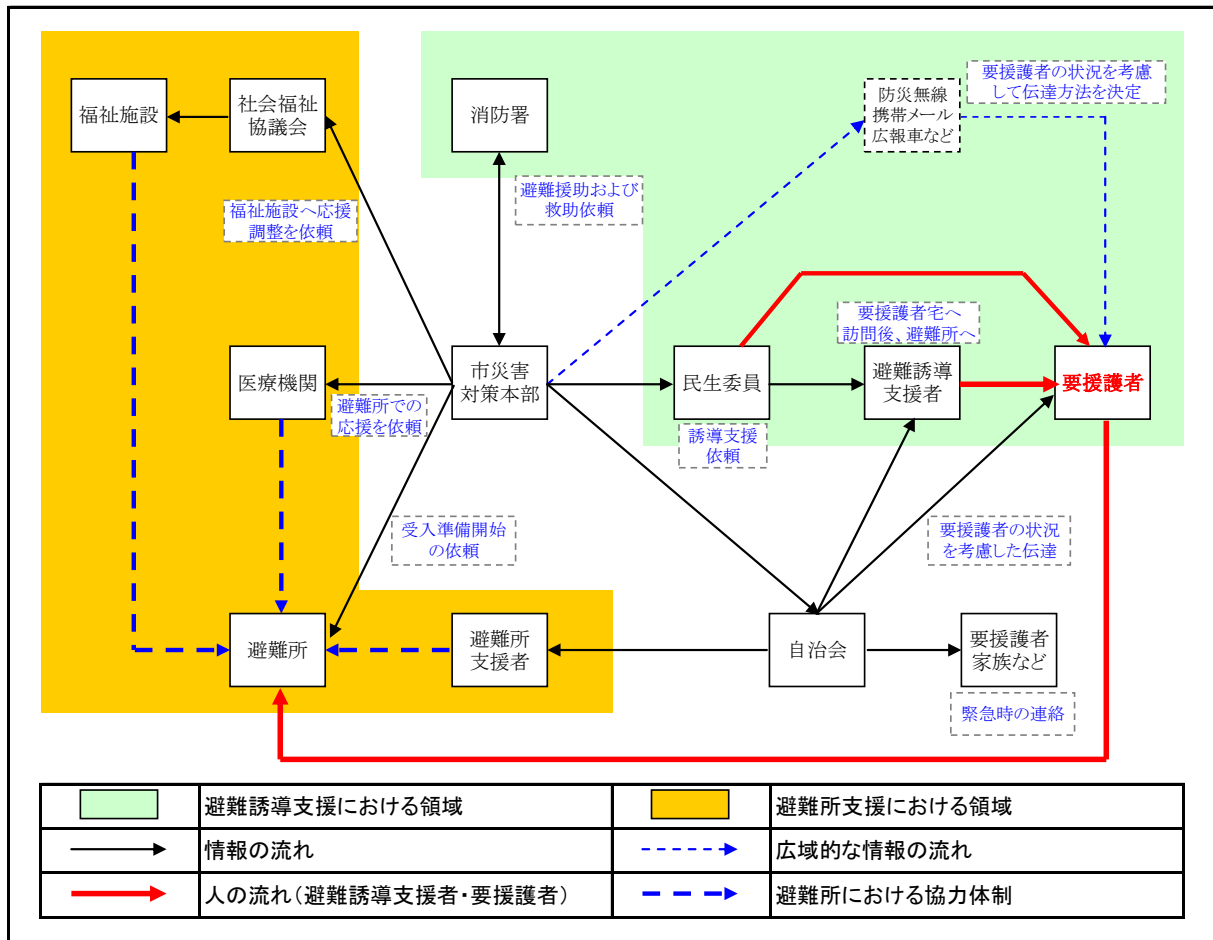 福祉施設
社会福祉
協議会
消防署
防災無線
携帯メール
広報車など
要援護者の状況を考慮
して伝達方法を決定
避難援助および
救助依頼
福祉施設へ応援
調整を依頼
要援護者宅へ
訪問後、避難所へ
医療機関
市災害
対策本部
民生委員
避難誘導
支援者
要援護者
避難所での
応援を依頼
誘導支援
依頼
受入準備開始
の依頼
要援護者の状況
を考慮した伝達
避難所
避難所
支援者
自治会
要援護者
家族など
緊急時の連絡
避難誘導支援における領域
避難所支援における領域
情報の流れ
広域的な情報の流れ
人の流れ(避難誘導支援者・要援護者)
避難所における協力体制